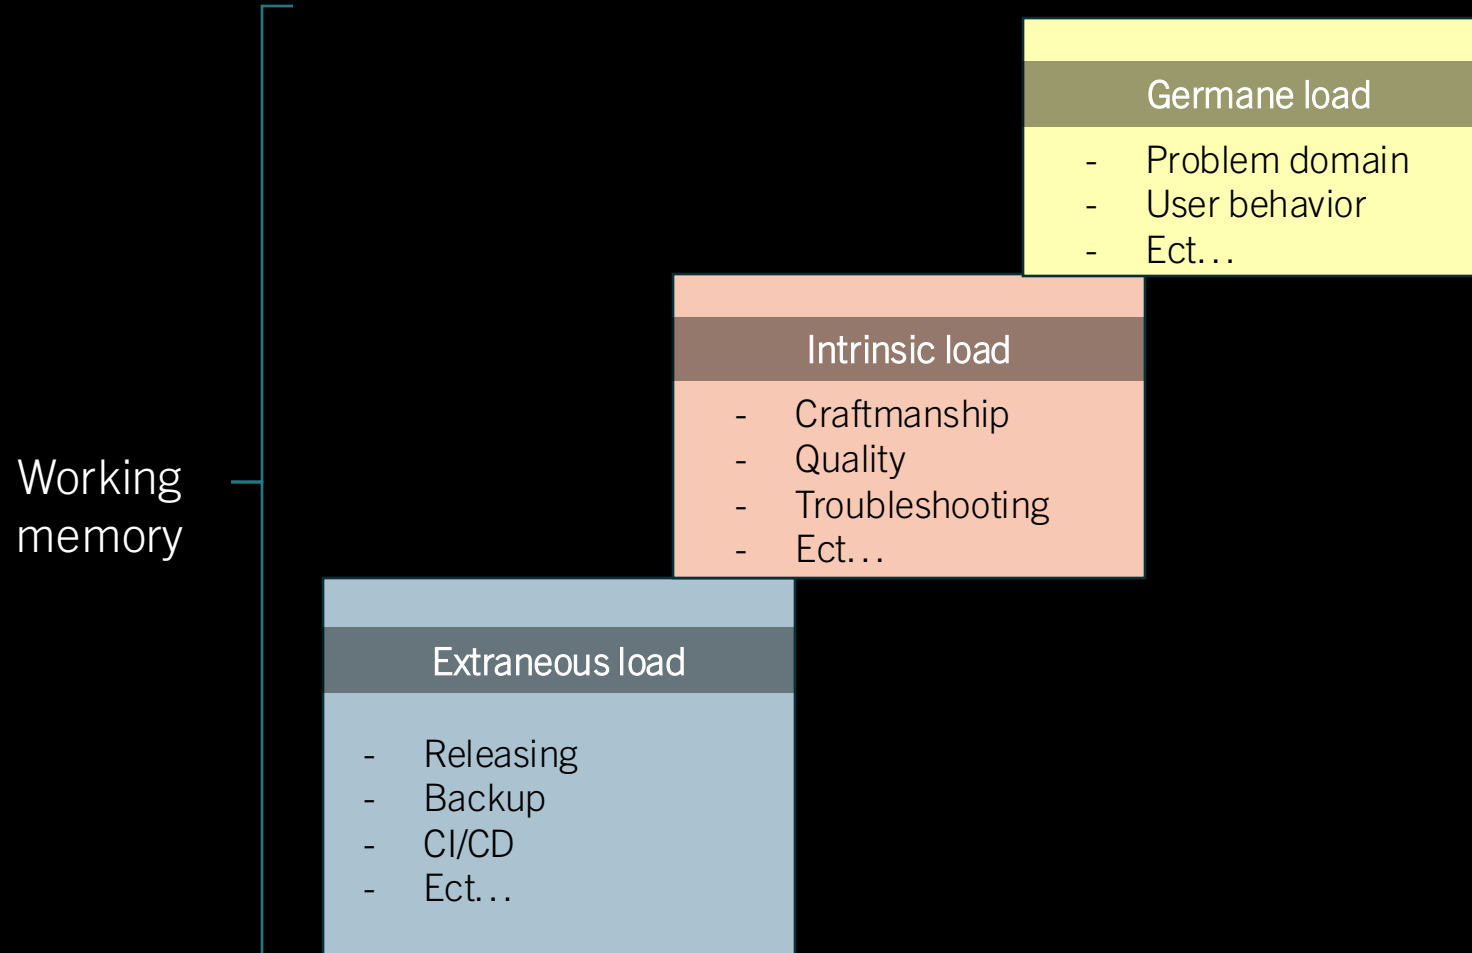 Germane load
- Problem domain
- User behavior
- Ect...
Intrinsic load
- Craftmanship
- Quality
- Troubleshooting
- Ect...
Working
memory
Extraneous load
- Releasing
- Backup
- CI/CD
- Ect...